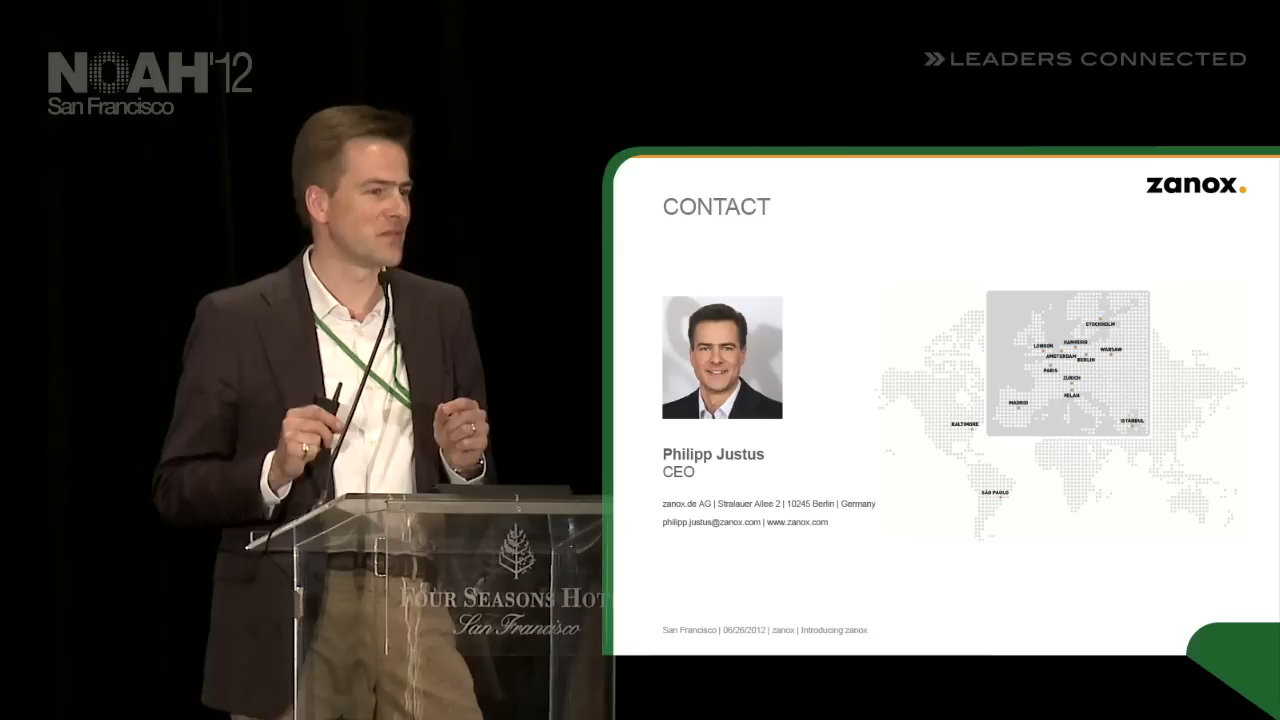 NOAH'12
San Francisco
LEADERS CONNECTED
zanox.
CONTACT
STOCKHOLM
HAMBURG
LONDON
WARSAW
AMSTERDAM
BERLIN
PARIS
ZURICH
MILAN
MADRID
ISTANBUL
BALTIMORE
SÃO PAULO
Philipp Justus
CEO
zanox.de AG | Stralauer Allee 2 | 10245 Berlin | Germany
philipp.justus@zanox.com | www.zanox.com
San Francisco | 06/26/2012 | zanox | Introducing zanox
FOUR SEASONS HOT
San Francisco